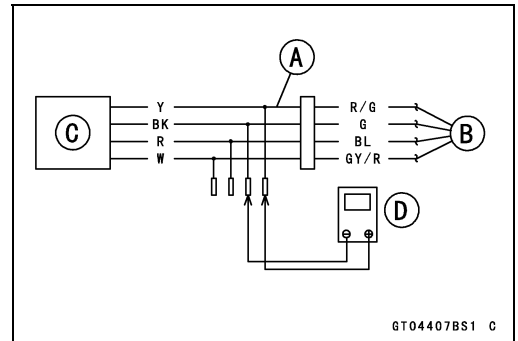 A
Y R/G
BK G
C R BL B
W GY/R
D
⊖ ⊕
GT04407BS1 C